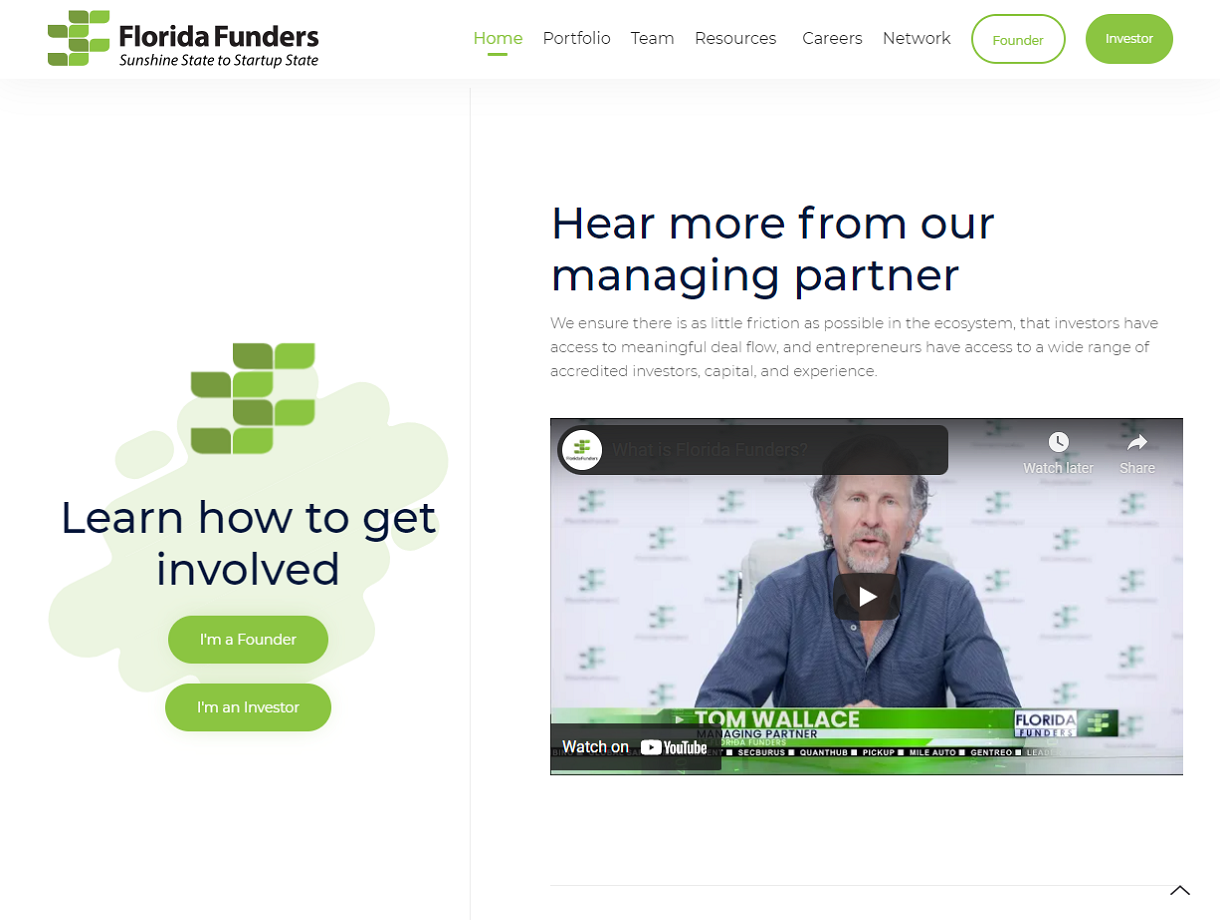 Florida Funders
Sunshine State to Startup State
Home Portfolio Team Resources Careers Network Founder Investor
Learn how to get
involved
I'm a Founder
I'm an Investor
Hear more from our
managing partner
We ensure there is as little friction as possible in the ecosystem, that investors have
access to meaningful deal flow, and entrepreneurs have access to a wide range of
accredited investors, capital, and experience.
What is Florida Funders?
Watch later Share
TOM WALLACE
MANAGING PARTNER
FLORIDA FUNDERS
FLORIDA
FUNDERS
SECBURUS QUANTHUB PICKUP MILE AUTO GENTREO
Watch on YouTube